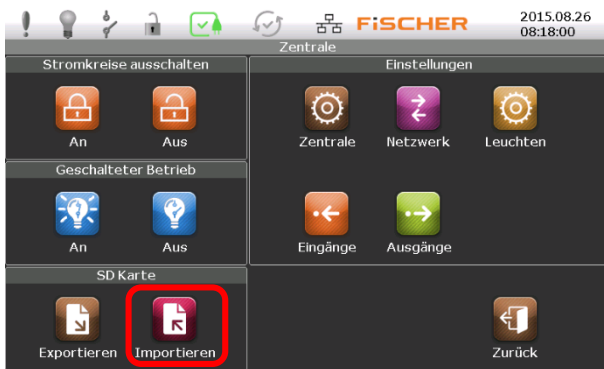 FiSCHER
2015.08.26
08:18:00
Zentrale
Stromkreise ausschalten
An
Aus
Geschalteter Betrieb
An
Aus
SD Karte
Exportieren
Importieren
Einstellungen
Zentrale
Netzwerk
Leuchten
Eingänge
Ausgänge
Zurück